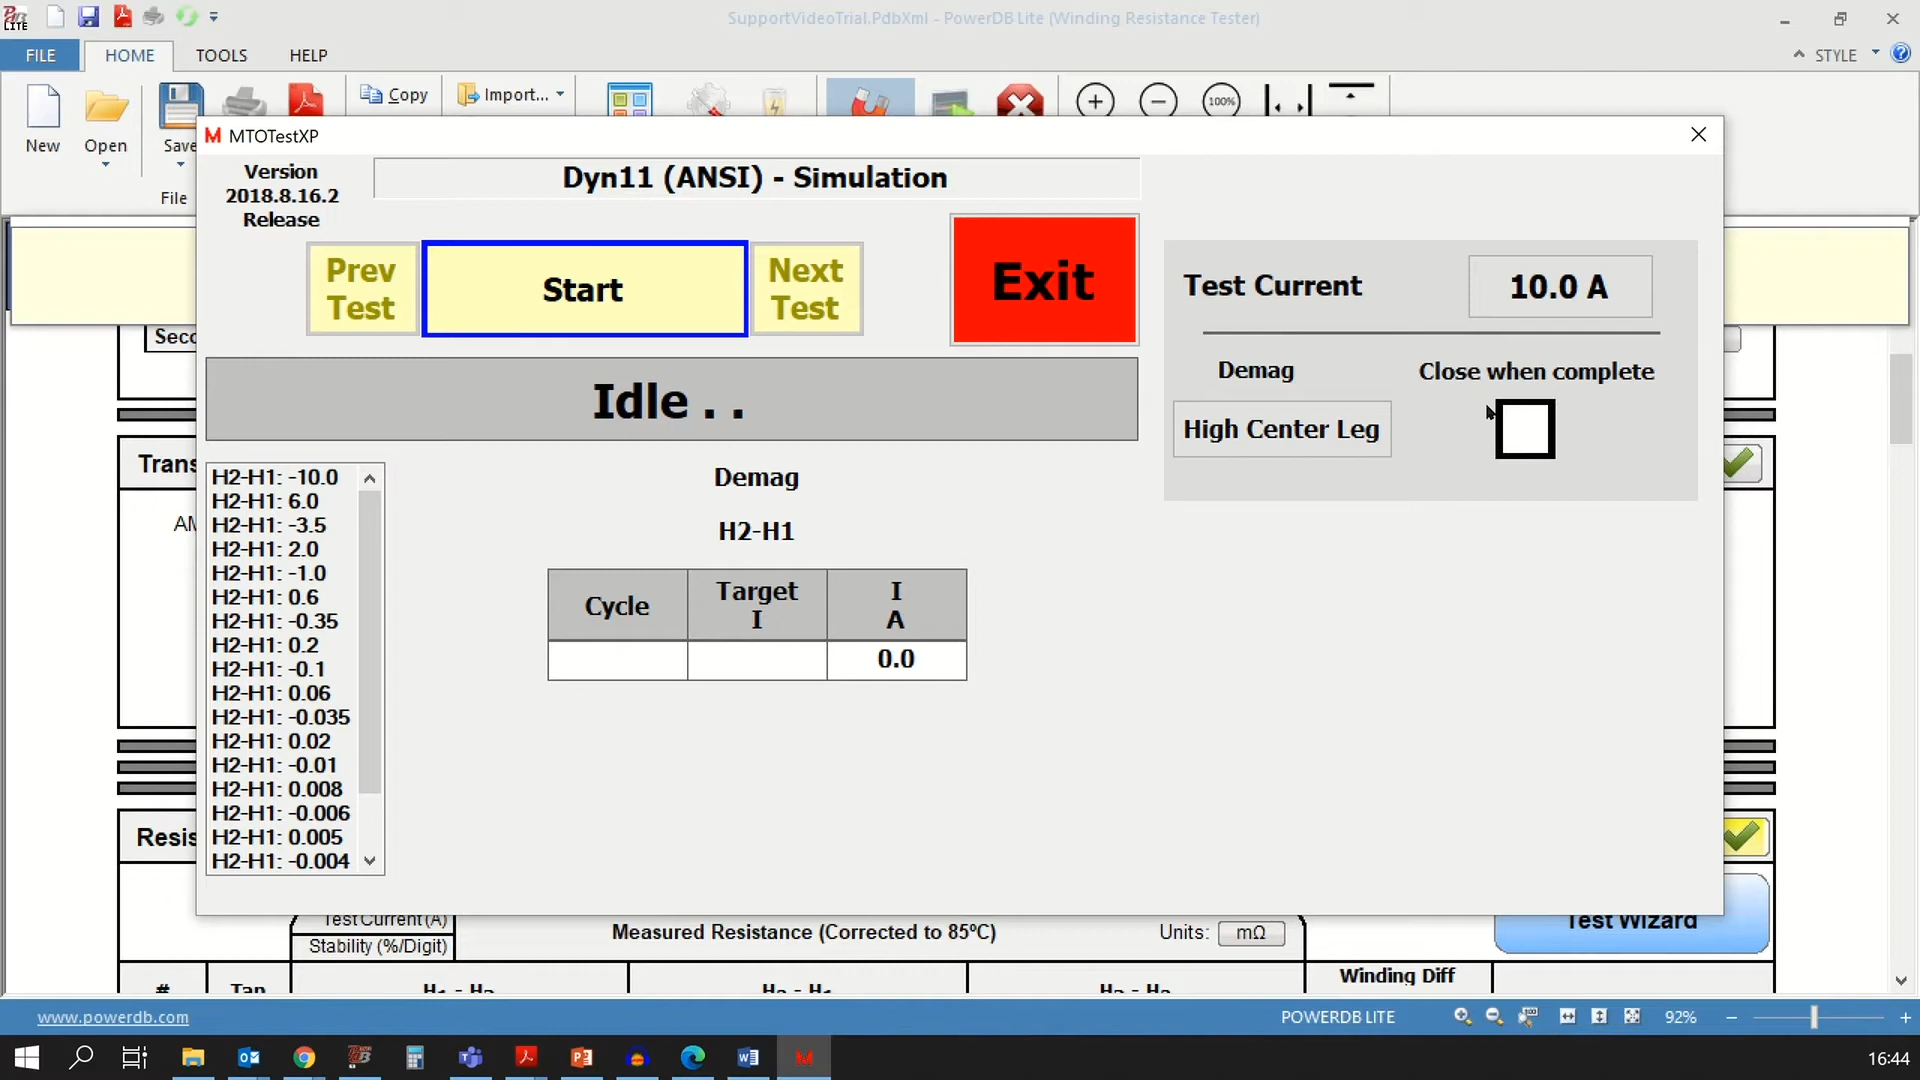 LITE
SupportVideoTrial.PdbXml - PowerDB Lite (Winding Resistance Tester)
FILE
HOME
TOOLS
HELP
STYLE
New
Open
Save
Copy
Import...
100%
File
MTOTestXP
Version
2018.8.16.2
Release
Dyn11 (ANSI) - Simulation
Prev
Test
Start
Next
Test
Exit
Test Current
10.0 A
Demag
Close when complete
High Center Leg
Idle . .
H2-H1: -10.0
H2-H1: 6.0
H2-H1: -3.5
H2-H1: 2.0
H2-H1: -1.0
H2-H1: 0.6
H2-H1: -0.35
H2-H1: 0.2
H2-H1: -0.1
H2-H1: 0.06
H2-H1: -0.035
H2-H1: 0.02
H2-H1: -0.01
H2-H1: 0.008
H2-H1: -0.006
H2-H1: 0.005
H2-H1: -0.004
Demag
H2-H1
Cycle
Target
I
I
A
0.0
Seco
Trans
AM
Resis
Test Wizard
Test Current (A)
Stability (%/Digit)
Measured Resistance (Corrected to 85ºC)
Units:
mΩ
#
Tap
Winding Diff
www.powerdb.com
POWERDB LITE
92%
16:44